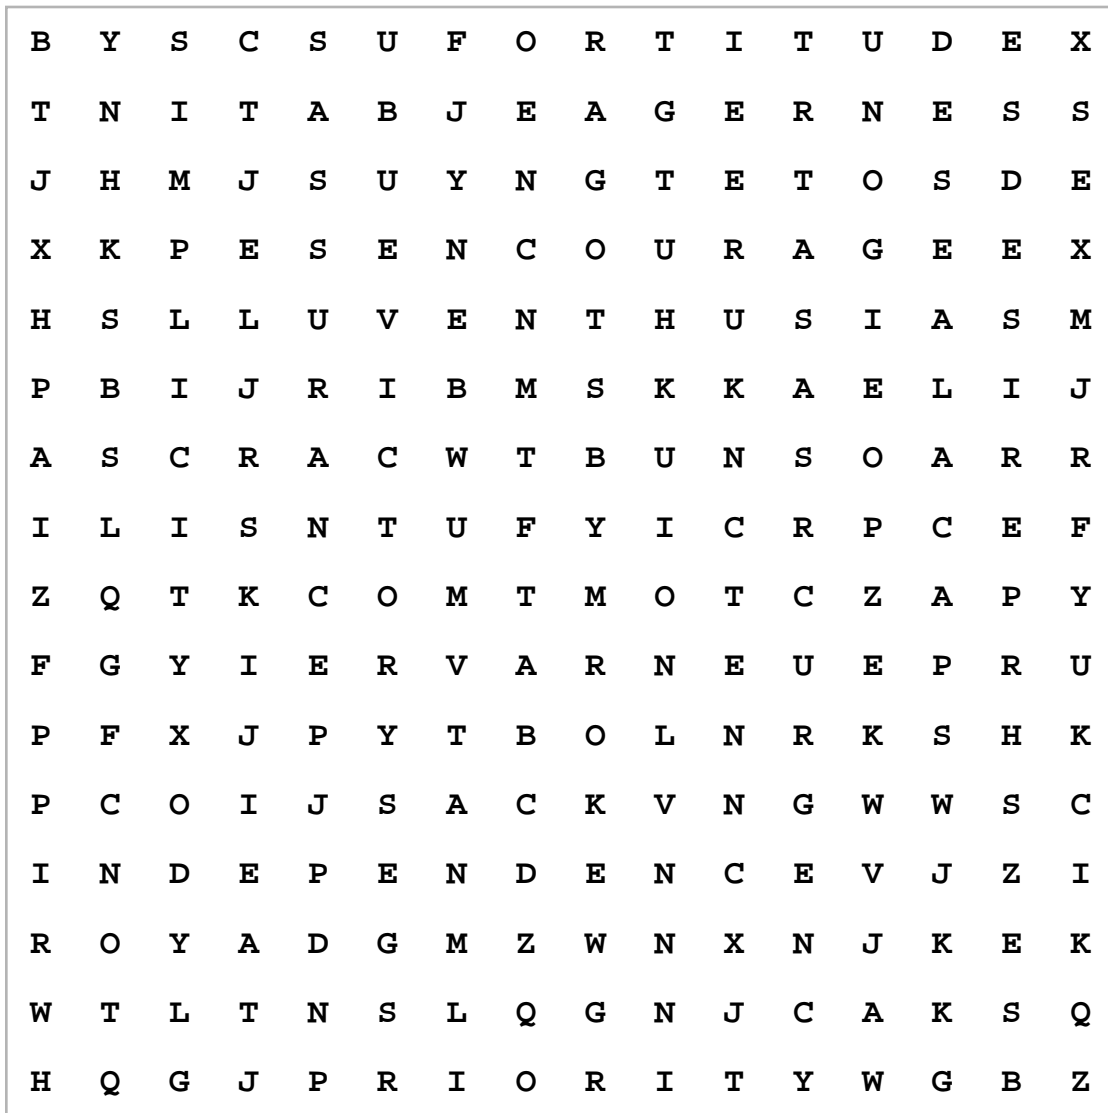 B Y S C S U F O R T I T U D E X
T N I T A B J E A G E R N E S S
J H M J S U Y N G T E T O S D E
X K P E S E N C O U R A G E E X
H S L L U V E N T H U S I A S M
P B I J R I B M S K K A E L I J
A S C R A C W T B U N S O A R R
I L I S N T U F Y I C R P C E F
Z Q T K C O M T M O T C Z A P Y
F G Y I E R V A R N E U E P R U
P F X J P Y T B O L N R K S H K
P C O I J S A C K V N G W W S C
I N D E P E N D E N C E V J Z I
R O Y A D G M Z W N X N J K E K
W T L T N S L Q G N J C A K S Q
H Q G J P R I O R I T Y W G B Z